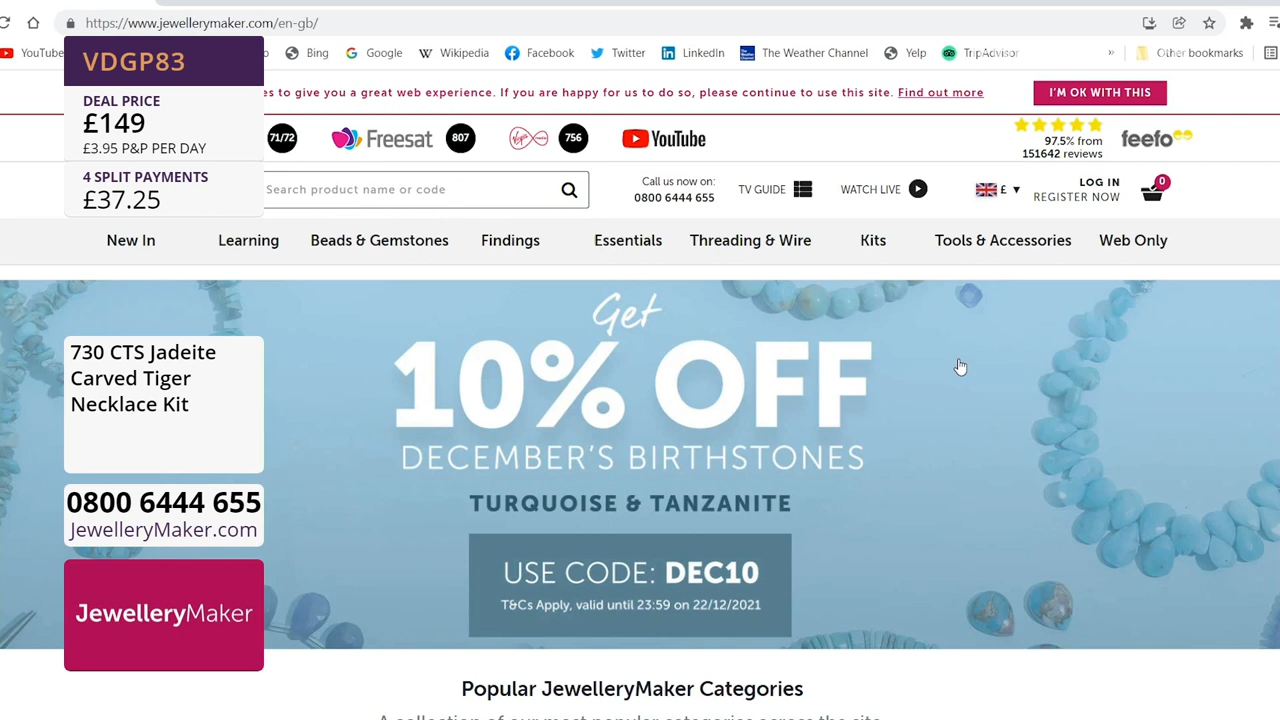 https://www.jewellerymaker.com/en-gb/
YouTube
Bing
Google
Wikipedia
Facebook
Twitter
LinkedIn
The Weather Channel
Yelp
TripAdvisor
»
Other bookmarks
VDGP83
DEAL PRICE
£149
£3.95 P&P PER DAY
4 SPLIT PAYMENTS
£37.25
es to give you a great web experience. If you are happy for us to do so, please continue to use this site. Find out more
I'M OK WITH THIS
71/72
Freesat
807
756
YouTube
97.5% from
151642 reviews
feefo
Search product name or code
Call us now on:
0800 6444 655
TV GUIDE
WATCH LIVE
£ ▼
LOG IN
REGISTER NOW
0
New In
Learning
Beads & Gemstones
Findings
Essentials
Threading & Wire
Kits
Tools & Accessories
Web Only
Get
10% OFF
DECEMBER'S BIRTHSTONES
TURQUOISE & TANZANITE
USE CODE: DEC10
T&Cs Apply, valid until 23:59 on 22/12/2021
730 CTS Jadeite
Carved Tiger
Necklace Kit
0800 6444 655
JewelleryMaker.com
JewelleryMaker
Popular JewelleryMaker Categories
A collection of our most popular categories across the site